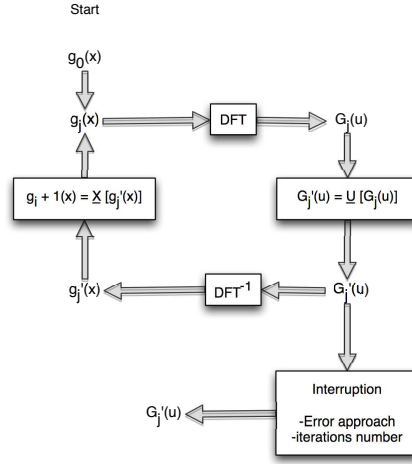 Start
g₀(x)
gⱼ(x)
DFT
Gⱼ(u)
gᵢ + 1(x) = X [gⱼ'(x)]
Gⱼ'(u) = U [Gⱼ(u)]
gⱼ'(x)
DFT⁻¹
Gⱼ'(u)
Interruption
-Error approach
-iterations number
Gⱼ'(u)